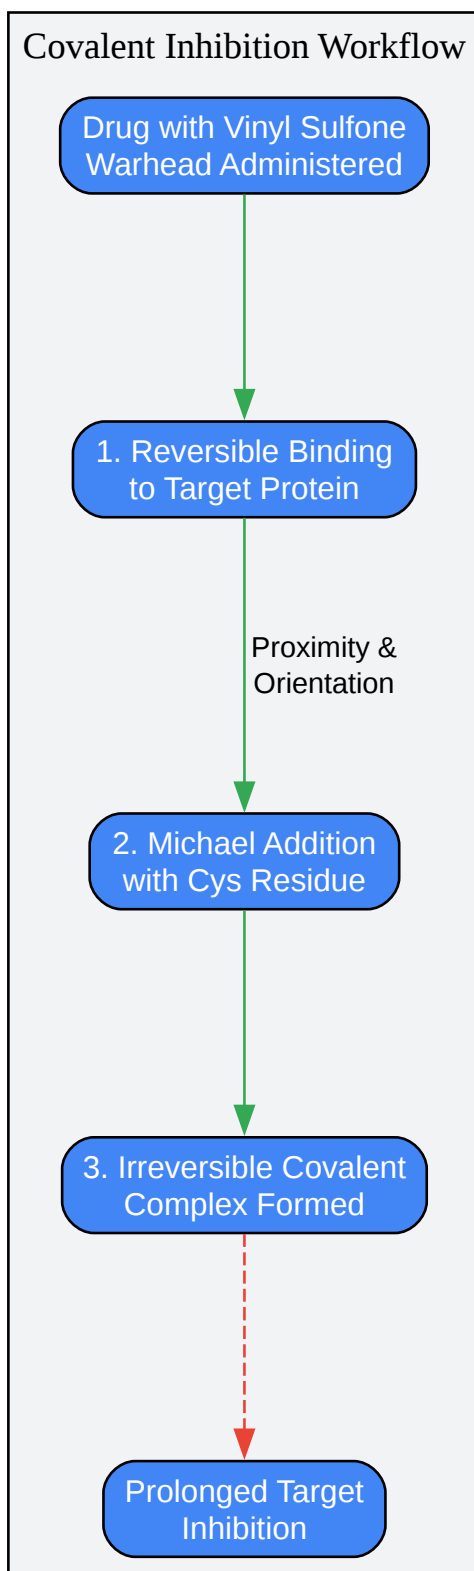 Covalent Inhibition Workflow
Drug with Vinyl Sulfone
Warhead Administered
1. Reversible Binding
to Target Protein
Proximity &
Orientation
2. Michael Addition
with Cys Residue
3. Irreversible Covalent
Complex Formed
Prolonged Target
Inhibition